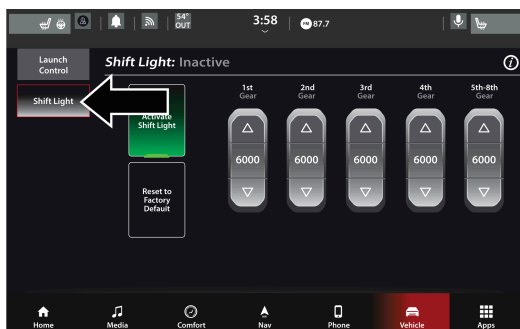 54°
OUT
3:58
FM 87.7
Launch
Control
Shift Light: Inactive
Shift Light
Activate
Shift Light
Reset to
Factory
Default
1st
Gear
2nd
Gear
3rd
Gear
4th
Gear
5th-8th
Gear
6000
6000
6000
6000
6000
Home
Media
Comfort
Nav
Phone
Vehicle
Apps